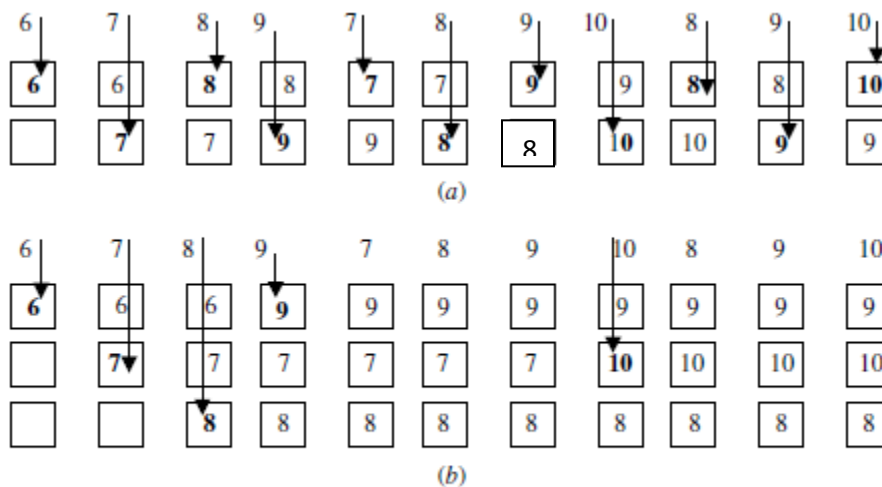 6 7 8 9 7 8 9 10 8 9 10
6 6 8 8 7 7 9 9 8 8 10
7 7 9 9 8 8 10 10 9 9
(a)
6 7 8 9 7 8 9 10 8 9 10
6 6 6 9 9 9 9 9 9 9 9
7 7 7 7 7 7 10 10 10 10
8 8 8 8 8 8 8 8 8
(b)